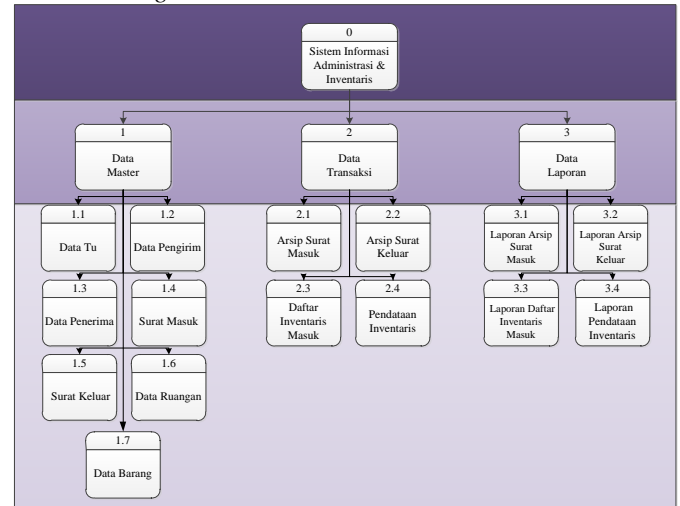 0
Sistem Informasi
Administrasi &
Inventaris
1
Data
Master
2
Data
Transaksi
3
Data
Laporan
1.1
Data Tu
1.2
Data Pengirim
2.1
Arsip Surat
Masuk
2.2
Arsip Surat
Keluar
3.1
Laporan Arsip
Surat
Masuk
3.2
Laporan Arsip
Surat
Keluar
1.3
Data Penerima
1.4
Surat Masuk
2.3
Daftar
Inventaris
Masuk
2.4
Pendataan
Inventaris
3.3
Laporan Daftar
Inventaris
Masuk
3.4
Laporan
Pendataan
Inventaris
1.5
Surat Keluar
1.6
Data Ruangan
1.7
Data Barang